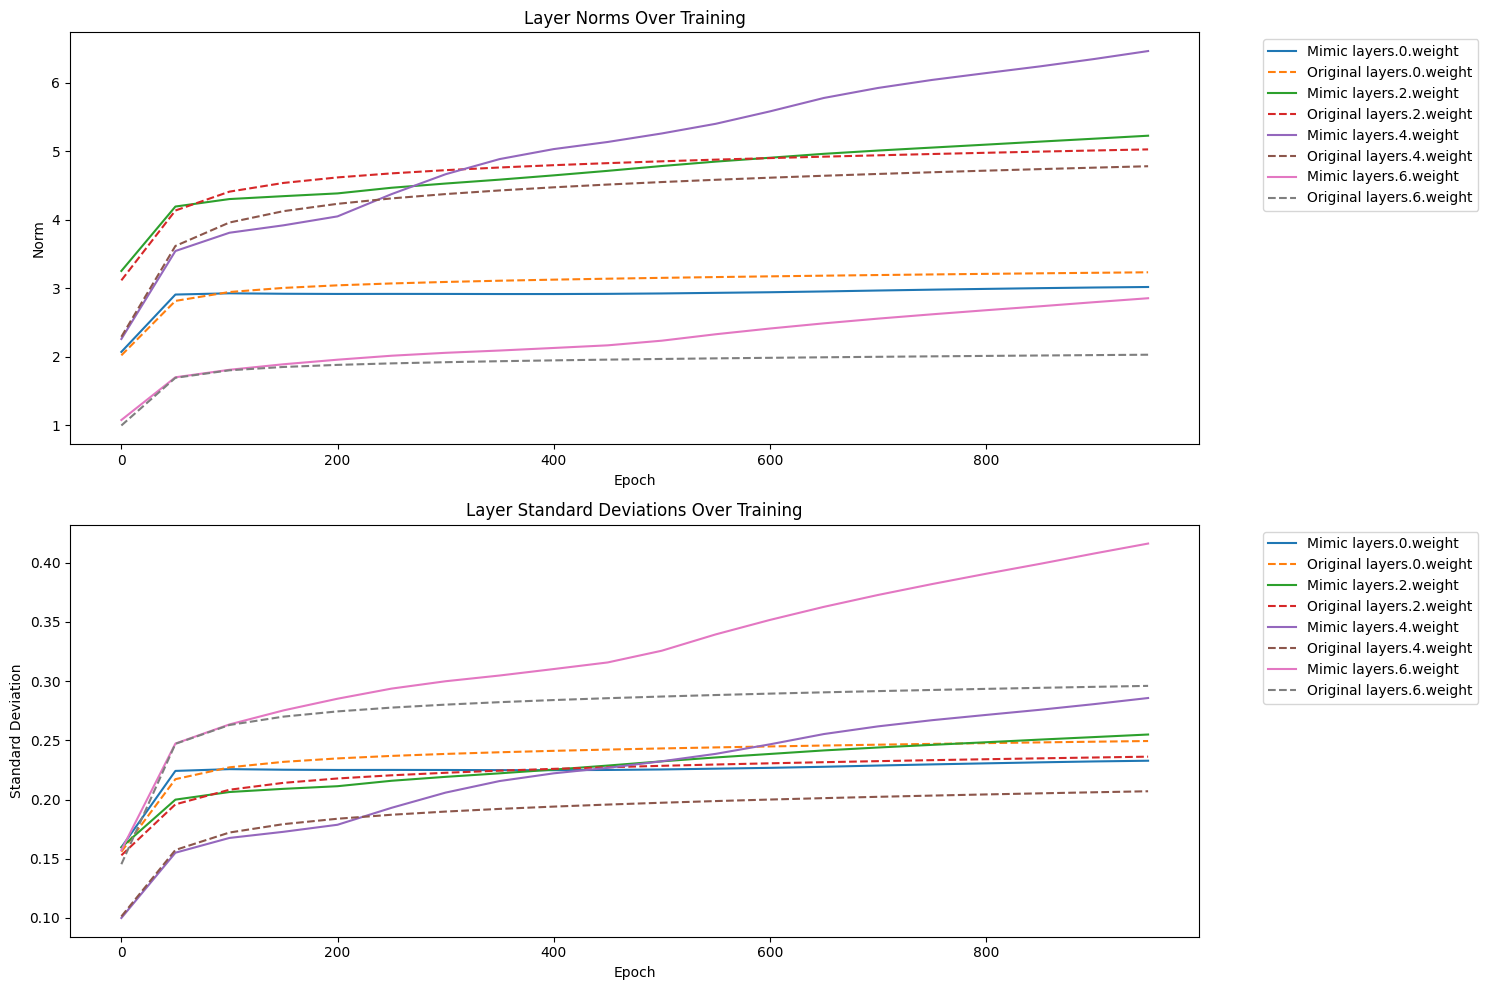 Layer Norms Over Training
Norm
6
5
4
3
2
1
0 200 400 600 800
Epoch
Mimic layers.0.weight
Original layers.0.weight
Mimic layers.2.weight
Original layers.2.weight
Mimic layers.4.weight
Original layers.4.weight
Mimic layers.6.weight
Original layers.6.weight
Layer Standard Deviations Over Training
Standard Deviation
0.40
0.35
0.30
0.25
0.20
0.15
0.10
0 200 400 600 800
Epoch
Mimic layers.0.weight
Original layers.0.weight
Mimic layers.2.weight
Original layers.2.weight
Mimic layers.4.weight
Original layers.4.weight
Mimic layers.6.weight
Original layers.6.weight